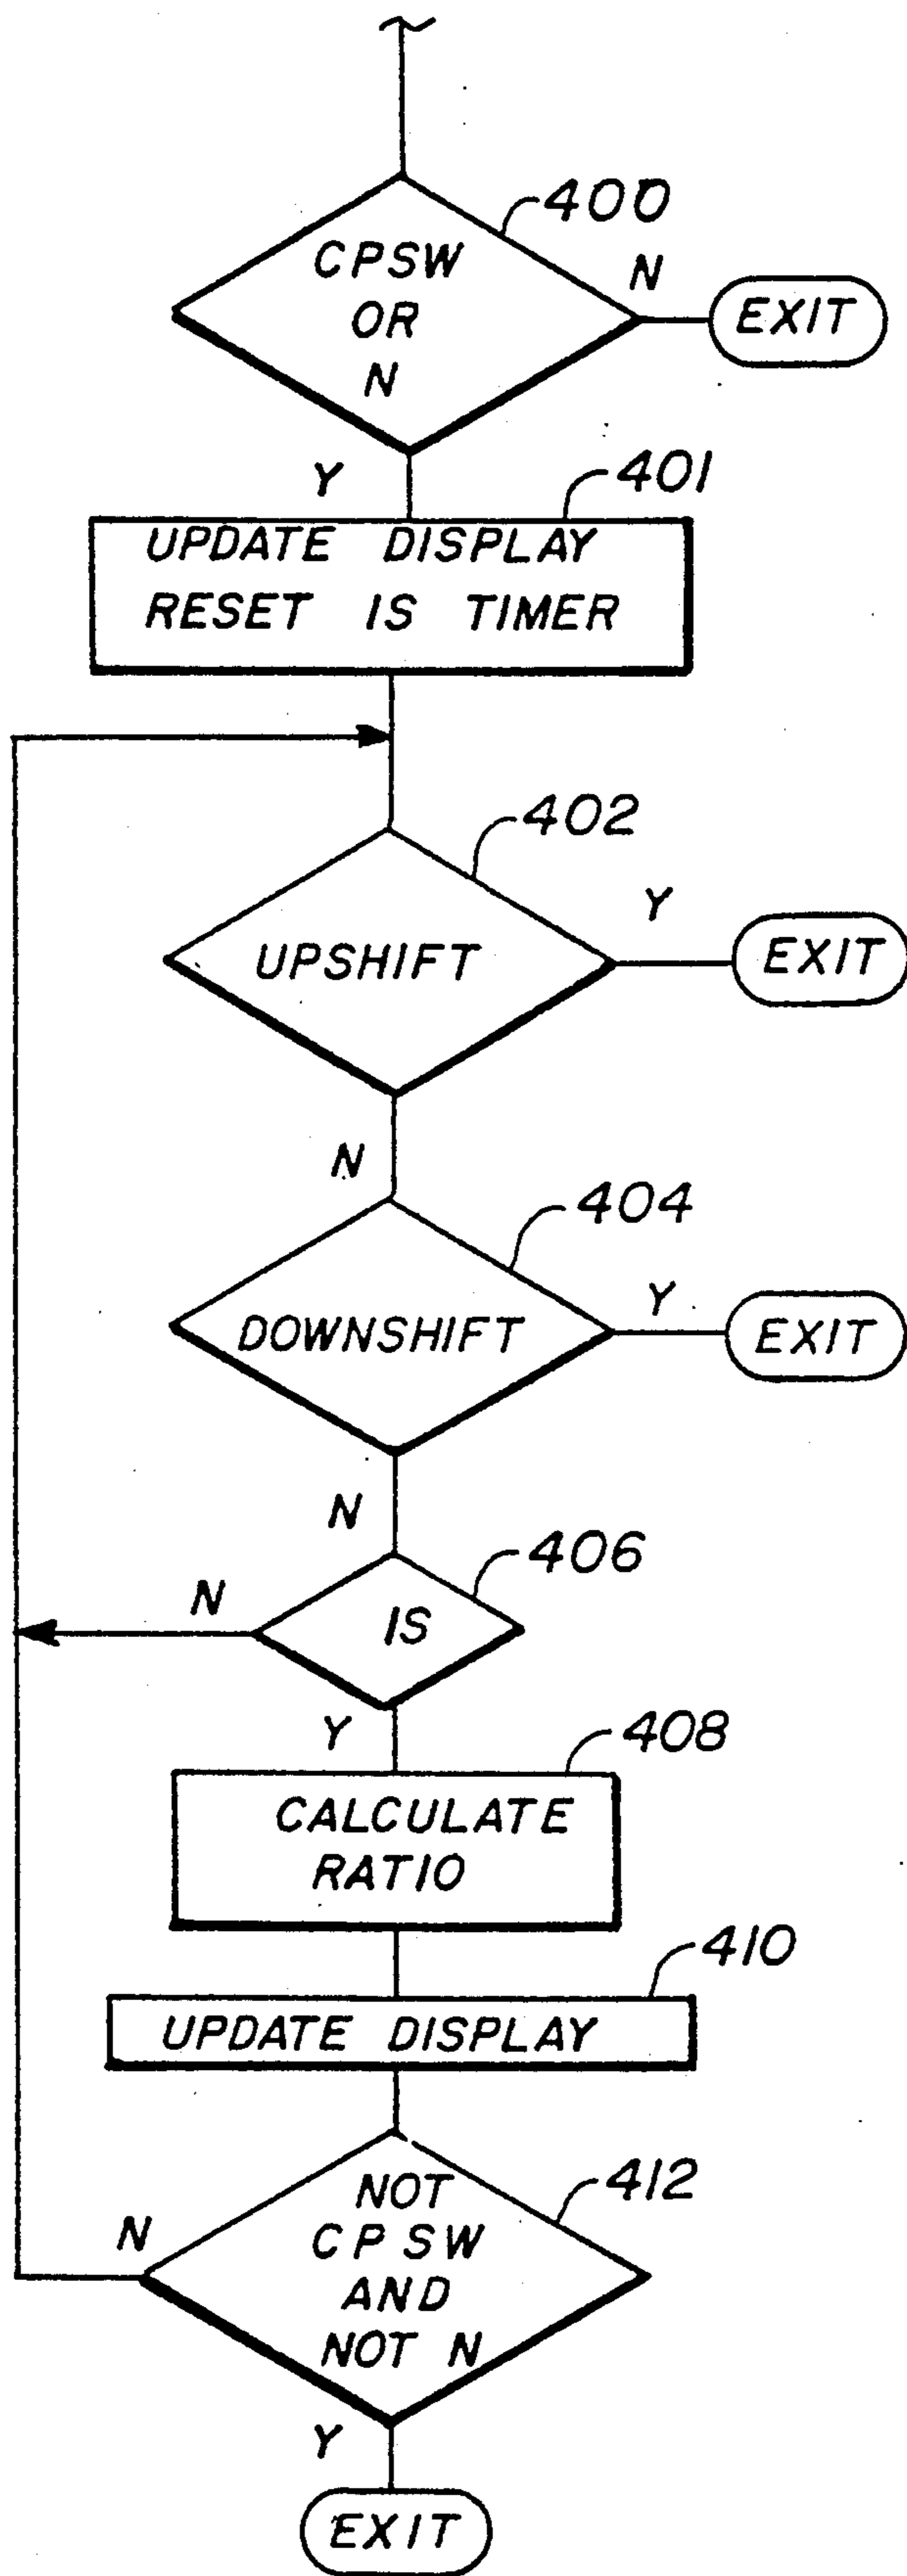 400
CPSW
OR
N
N
EXIT
Y
401
UPDATE DISPLAY
RESET IS TIMER
402
UPSHIFT
Y
EXIT
N
404
DOWNSHIFT
Y
EXIT
N
406
IS
N
Y
408
CALCULATE
RATIO
410
UPDATE DISPLAY
412
NOT
CPSW
AND
NOT N
N
Y
EXIT